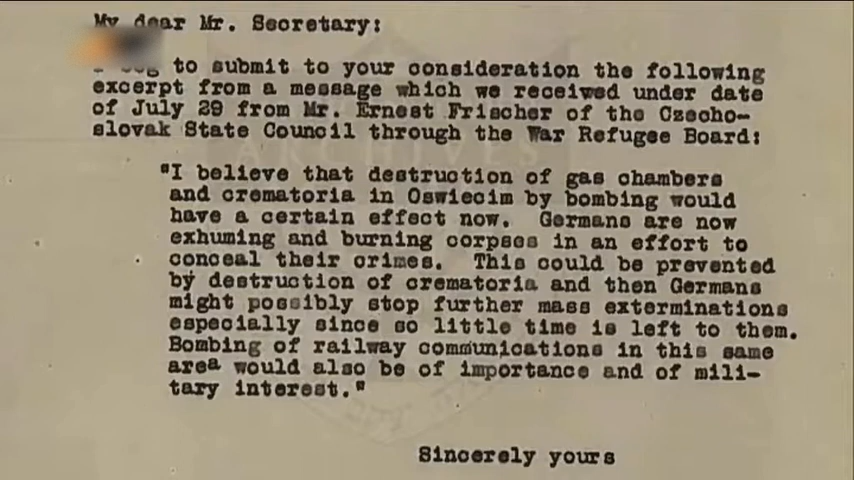 My dear Mr. Secretary:
to submit to your consideration the following
excerpt from a message which we received under date
of July 29 from Mr. Ernest Frischer of the Czecho-
slovak State Council through the War Refugee Board:
"I believe that destruction of gas chambers
and crematoria in Oswiecim by bombing would
have a certain effect now. Germans are now
exhuming and burning corpses in an effort to
conceal their crimes. This could be prevented
by destruction of crematoria and then Germans
might possibly stop further mass exterminations
especially since so little time is left to them.
Bombing of railway communications in this same
area would also be of importance and of mili-
tary interest."
Sincerely yours